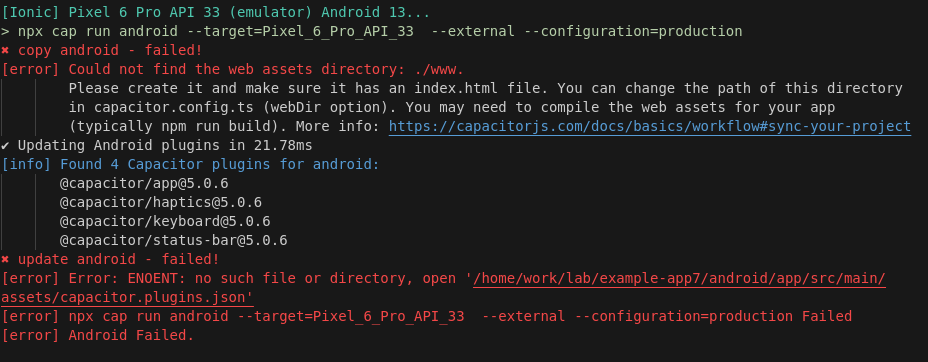 [Ionic] Pixel 6 Pro API 33 (emulator) Android 13...
> npx cap run android --target=Pixel_6_Pro_API_33  --external --configuration=production
✖ copy android - failed!
[error] Could not find the web assets directory: ./www.
Please create it and make sure it has an index.html file. You can change the path of this directory
in capacitor.config.ts (webDir option). You may need to compile the web assets for your app
(typically npm run build). More info: https://capacitorjs.com/docs/basics/workflow#sync-your-project
✔ Updating Android plugins in 21.78ms
[info] Found 4 Capacitor plugins for android:
@capacitor/app@5.0.6
@capacitor/haptics@5.0.6
@capacitor/keyboard@5.0.6
@capacitor/status-bar@5.0.6
✖ update android - failed!
[error] Error: ENOENT: no such file or directory, open '/home/work/lab/example-app7/android/app/src/main/
assets/capacitor.plugins.json'
[error] npx cap run android --target=Pixel_6_Pro_API_33  --external --configuration=production Failed
[error] Android Failed.